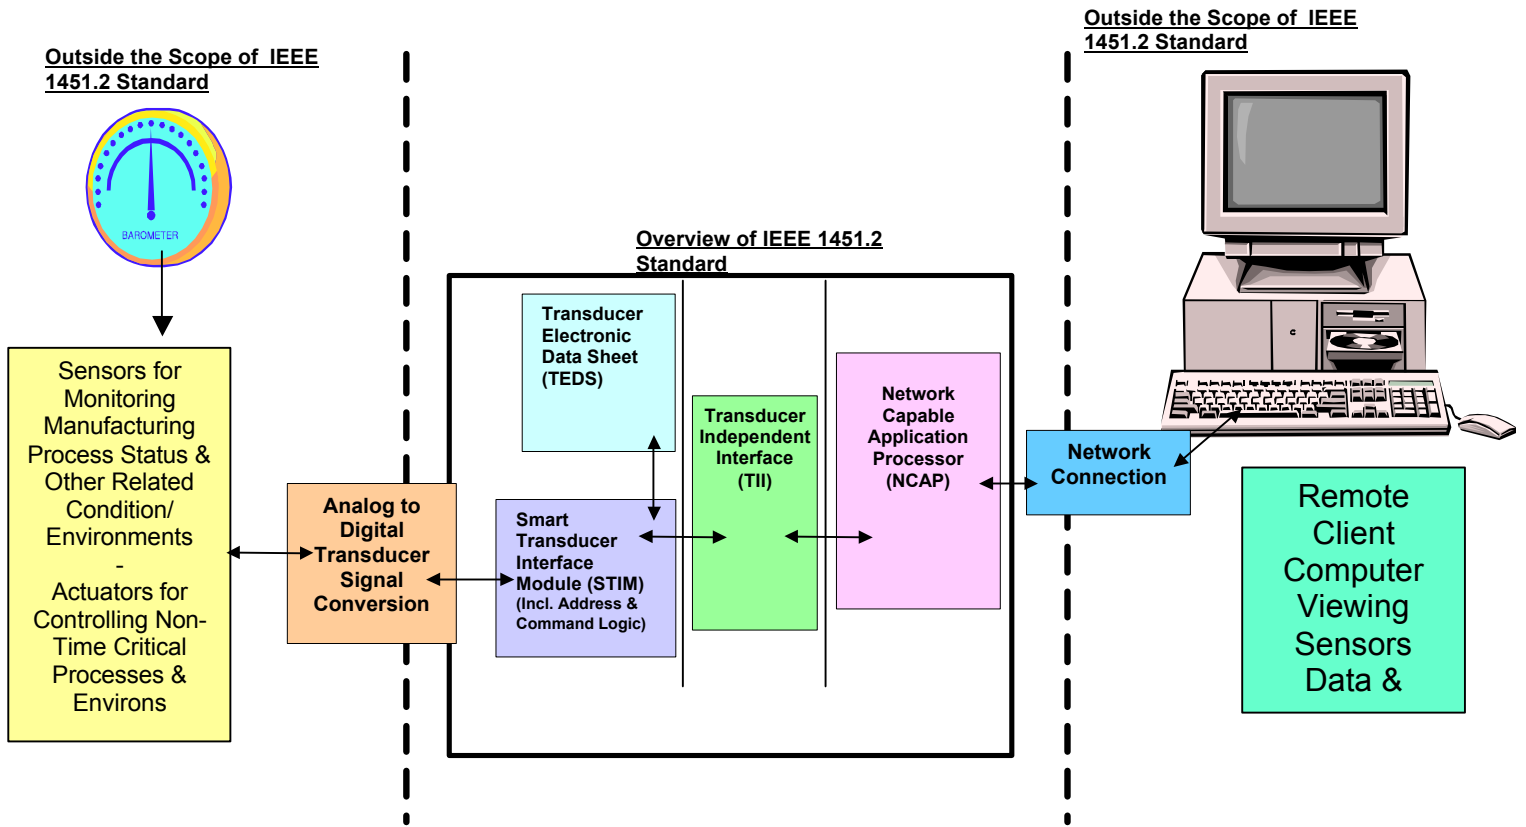 Outside the Scope of IEEE
1451.2 Standard
BAROMETER
Sensors for
Monitoring
Manufacturing
Process Status &
Other Related
Condition/
Environments
-
Actuators for
Controlling Non-
Time Critical
Processes &
Environs
Analog to
Digital
Transducer
Signal
Conversion
Overview of IEEE 1451.2
Standard
Transducer
Electronic
Data Sheet
(TEDS)
Smart
Transducer
Interface
Module (STIM)
(Incl. Address &
Command Logic)
Transducer
Independent
Interface
(TII)
Network
Capable
Application
Processor
(NCAP)
Network
Connection
Outside the Scope of IEEE
1451.2 Standard
Remote
Client
Computer
Viewing
Sensors
Data &